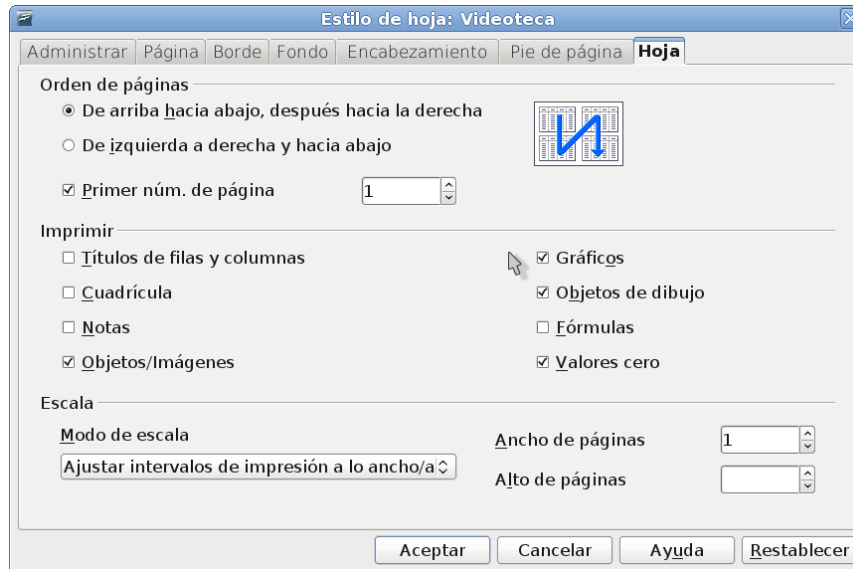 Estilo de hoja: Videoteca
Administrar Página Borde Fondo Encabezamiento Pie de página Hoja
Orden de páginas
De arriba hacia abajo, después hacia la derecha
De izquierda a derecha y hacia abajo
Primer núm. de página 1
Imprimir
Títulos de filas y columnas Gráficos
Cuadrícula Objetos de dibujo
Notas Fórmulas
Objetos/Imágenes Valores cero
Escala
Modo de escala Ancho de páginas 1
Ajustar intervalos de impresión a lo ancho/a Alto de páginas
Aceptar Cancelar Ayuda Restablecer